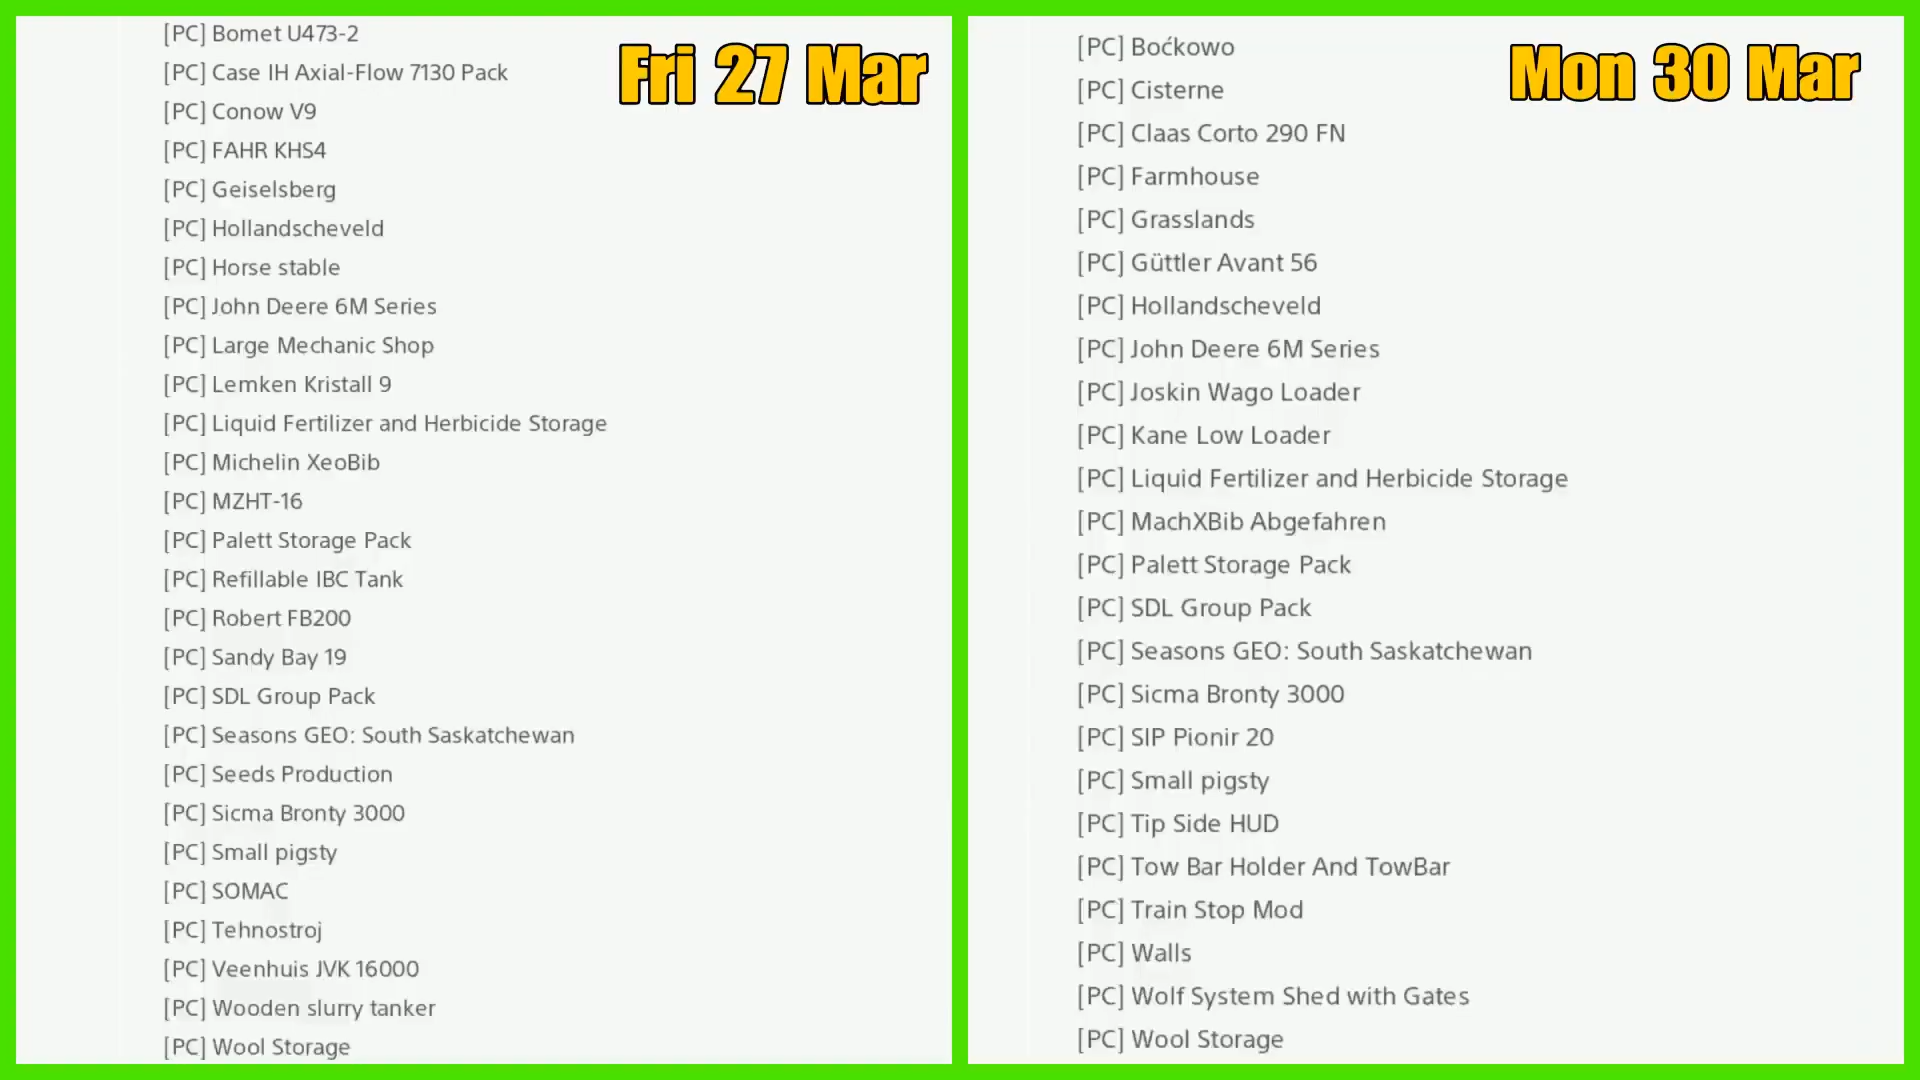 Fri 27 Mar
[PC] Bomet U473-2
[PC] Case IH Axial-Flow 7130 Pack
[PC] Conow V9
[PC] FAHR KHS4
[PC] Geiselsberg
[PC] Hollandscheveld
[PC] Horse stable
[PC] John Deere 6M Series
[PC] Large Mechanic Shop
[PC] Lemken Kristall 9
[PC] Liquid Fertilizer and Herbicide Storage
[PC] Michelin XeoBib
[PC] MZHT-16
[PC] Palett Storage Pack
[PC] Refillable IBC Tank
[PC] Robert FB200
[PC] Sandy Bay 19
[PC] SDL Group Pack
[PC] Seasons GEO: South Saskatchewan
[PC] Seeds Production
[PC] Sicma Bronty 3000
[PC] Small pigsty
[PC] SOMAC
[PC] Tehnostroj
[PC] Veenhuis JVK 16000
[PC] Wooden slurry tanker
[PC] Wool Storage
Mon 30 Mar
[PC] Boćkowo
[PC] Cisterne
[PC] Claas Corto 290 FN
[PC] Farmhouse
[PC] Grasslands
[PC] Güttler Avant 56
[PC] Hollandscheveld
[PC] John Deere 6M Series
[PC] Joskin Wago Loader
[PC] Kane Low Loader
[PC] Liquid Fertilizer and Herbicide Storage
[PC] MachXBib Abgefahren
[PC] Palett Storage Pack
[PC] SDL Group Pack
[PC] Seasons GEO: South Saskatchewan
[PC] Sicma Bronty 3000
[PC] SIP Pionir 20
[PC] Small pigsty
[PC] Tip Side HUD
[PC] Tow Bar Holder And TowBar
[PC] Train Stop Mod
[PC] Walls
[PC] Wolf System Shed with Gates
[PC] Wool Storage